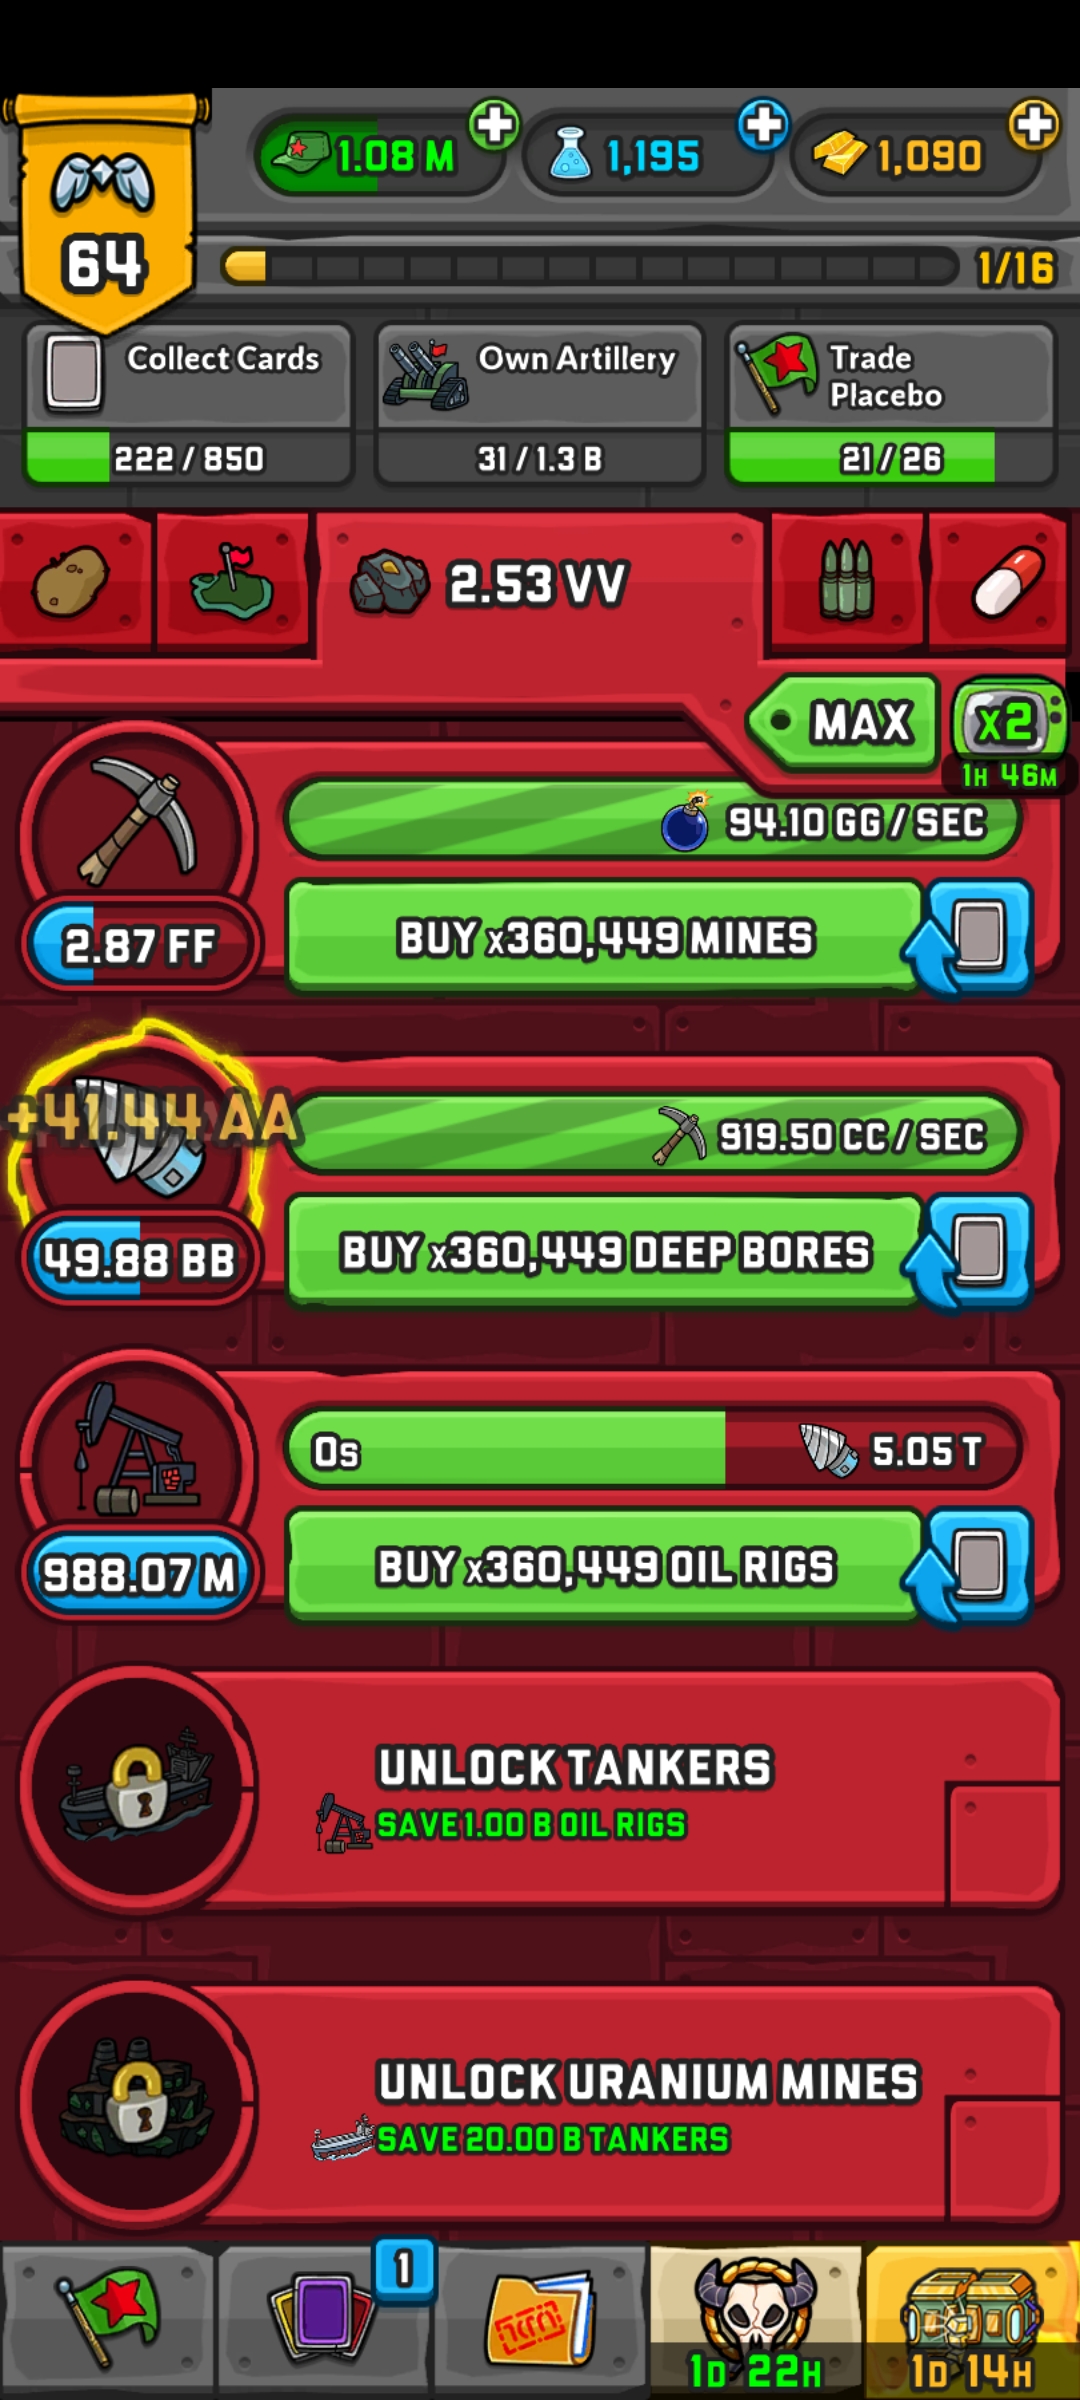 1.08 M
1,195
1,090
64
1/16
Collect Cards
222 / 850
Own Artillery
31 / 1.3 B
Trade
Placebo
21 / 26
2.53 VV
MAX
x2
1H 46M
94.10 GG / SEC
2.87 FF
BUY x360,449 MINES
+41.44 AA
919.50 CC / SEC
49.88 BB
BUY x360,449 DEEP BORES
0s
5.05 T
988.07 M
BUY x360,449 OIL RIGS
UNLOCK TANKERS
SAVE 1.00 B OIL RIGS
UNLOCK URANIUM MINES
SAVE 20.00 B TANKERS
1
1D 22H
1D 14H